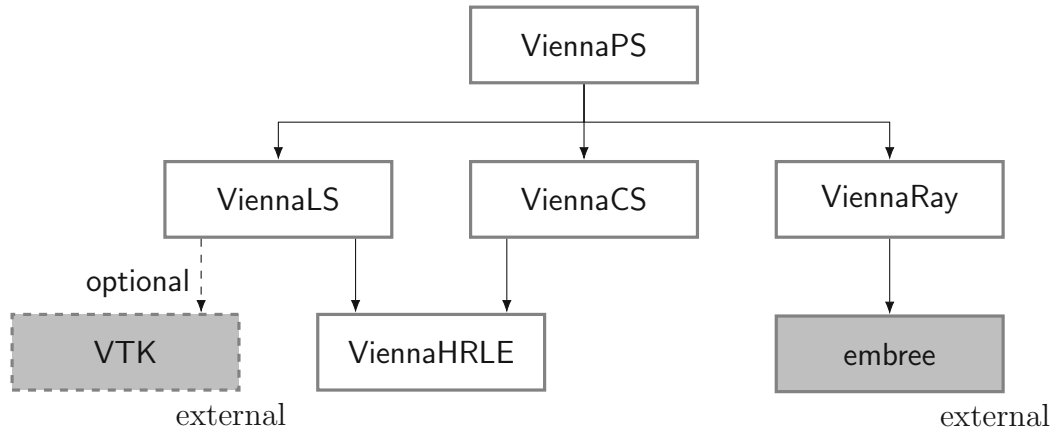 ViennaPS
ViennaLS
ViennaCS
ViennaRay
optional
VTK
ViennaHRLE
embree
external
external